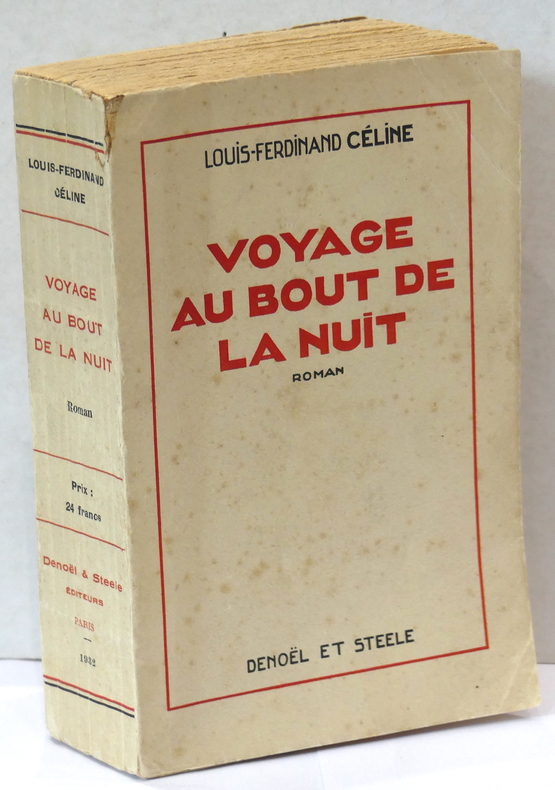 LOUIS-FERDINAND
CÉLINE
VOYAGE
AU BOUT
DE LA NUIT
Roman
Prix :
24 francs
Denoël & Steele
ÉDITEURS
PARIS
1932
LOUIS-FERDINAND CÉLINE
VOYAGE
AU BOUT DE
LA NUIT
ROMAN
DENOËL ET STEELE